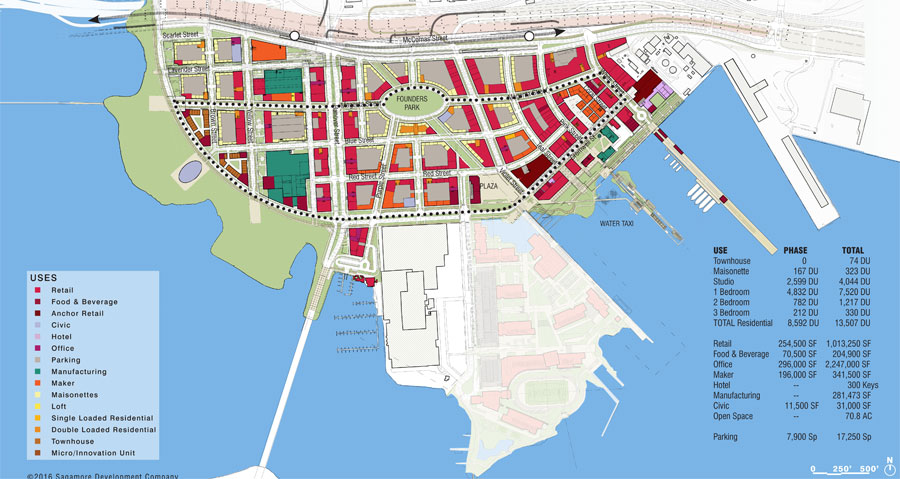 Scarlet Street
McComas Street
Lavender Street
FOUNDERS
PARK
Blue Street
Red Street
Red Street
PLAZA
WATER TAXI
USES
Retail
Food & Beverage
Anchor Retail
Civic
Hotel
Office
Parking
Manufacturing
Maker
Maisonettes
Loft
Single Loaded Residential
Double Loaded Residential
Townhouse
Micro/Innovation Unit
©2016 Sagamore Development Company
USE PHASE TOTAL
Townhouse 0 74 DU
Maisonette 167 DU 323 DU
Studio 2,599 DU 4,044 DU
1 Bedroom 4,832 DU 7,520 DU
2 Bedroom 782 DU 1,217 DU
3 Bedroom 212 DU 330 DU
TOTAL Residential 8,592 DU 13,507 DU
Retail 254,500 SF 1,013,250 SF
Food & Beverage 70,500 SF 204,900 SF
Office 296,000 SF 2,247,000 SF
Maker 196,000 SF 341,500 SF
Hotel -- 300 Keys
Manufacturing -- 281,473 SF
Civic 11,500 SF 31,000 SF
Open Space -- 70.8 AC
Parking 7,900 Sp 17,250 Sp
N
0 250' 500'